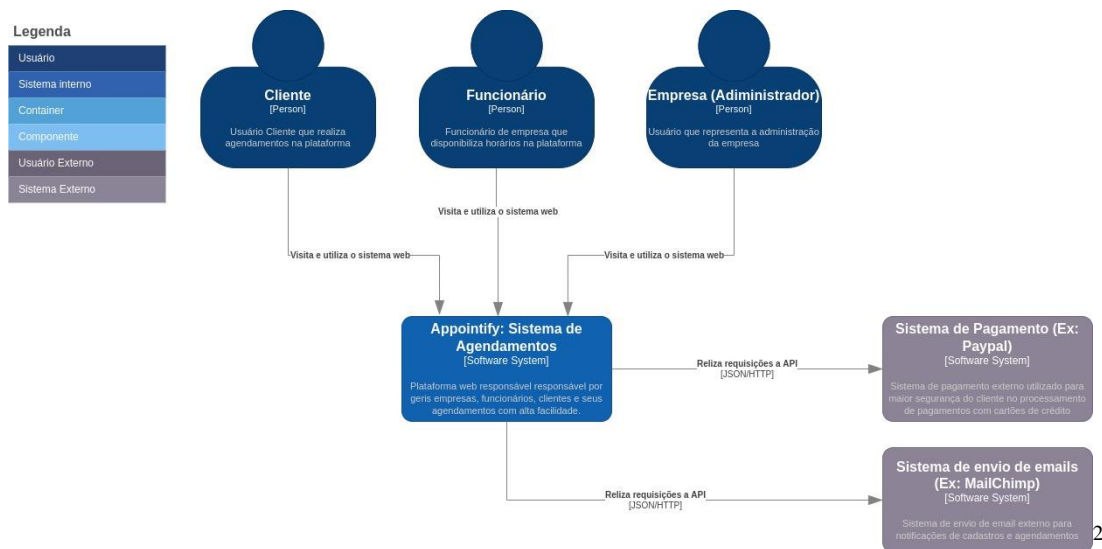 Legenda
Usuário
Sistema interno
Container
Componente
Usuário Externo
Sistema Externo
Cliente
[Person]
Usuário Cliente que realiza
agendamentos na plataforma
Funcionário
[Person]
Funcionário de empresa que
disponibiliza horários na plataforma
Empresa (Adiministrador)
[Person]
Usuário que representa a administração
da empresa
Visita e utiliza o sistema web
Visita e utiliza o sistema web
Visita e utiliza o sistema web
Appointify: Sistema de
Agendamentos
[Software System]
Plataforma web responsável responsável por
geris empresas, funcionários, clientes e seus
agendamentos com alta facilidade.
Reliza requisições a API
[JSON/HTTP]
Sistema de Pagamento (Ex:
Paypal)
[Software System]
Sistema de pagamento externo utilizado para
maior segurança do cliente no processamento
de pagamentos com cartões de crédito
Reliza requisições a API
[JSON/HTTP]
Sistema de envio de emails
(Ex: MailChimp)
[Software System]
Sistema de envio de email externo para
notificações de cadastros e agendamentos
2